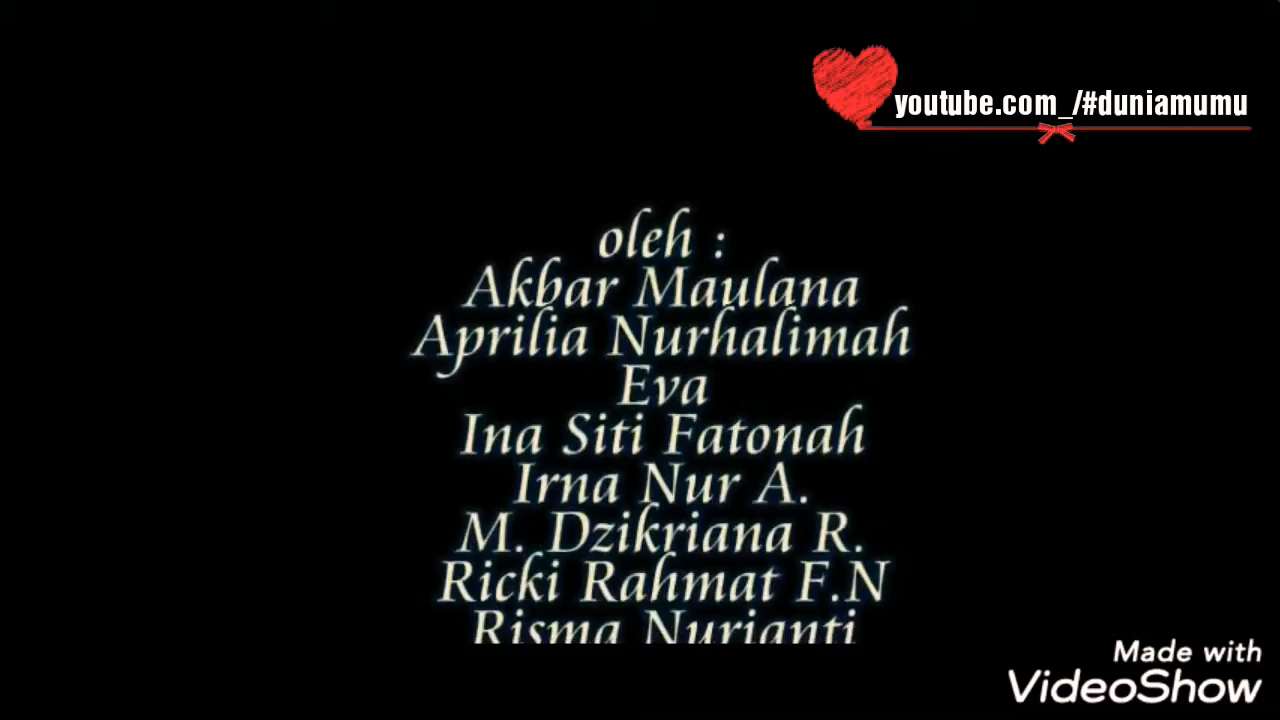 youtube.com_/#duniamumu
oleh :
Akbar Maulana
Aprilia Nurhalimah
Eva
Ina Siti Fatonah
Irna Nur A.
M. Dzikriana R.
Ricki Rahmat F.N
Risma Nurianti
Made with
VideoShow